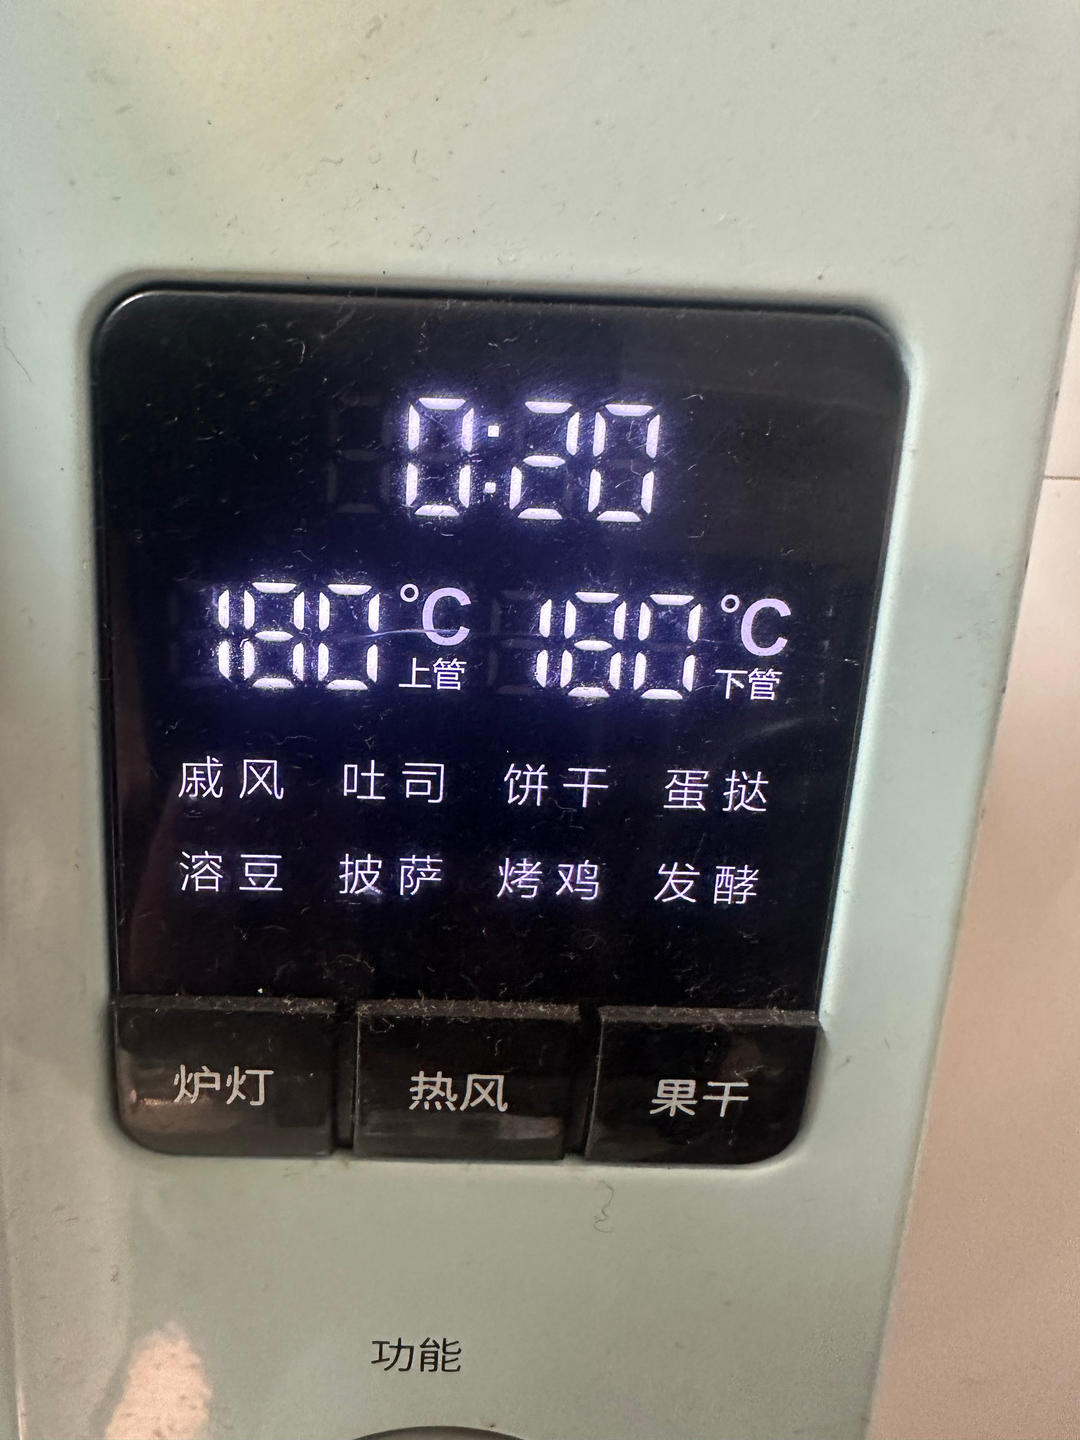 0:20
180 °C 上管 180 °C 下管
戚风 吐司 饼干 蛋挞
溶豆 披萨 烤鸡 发酵
炉灯 热风 果干
功能